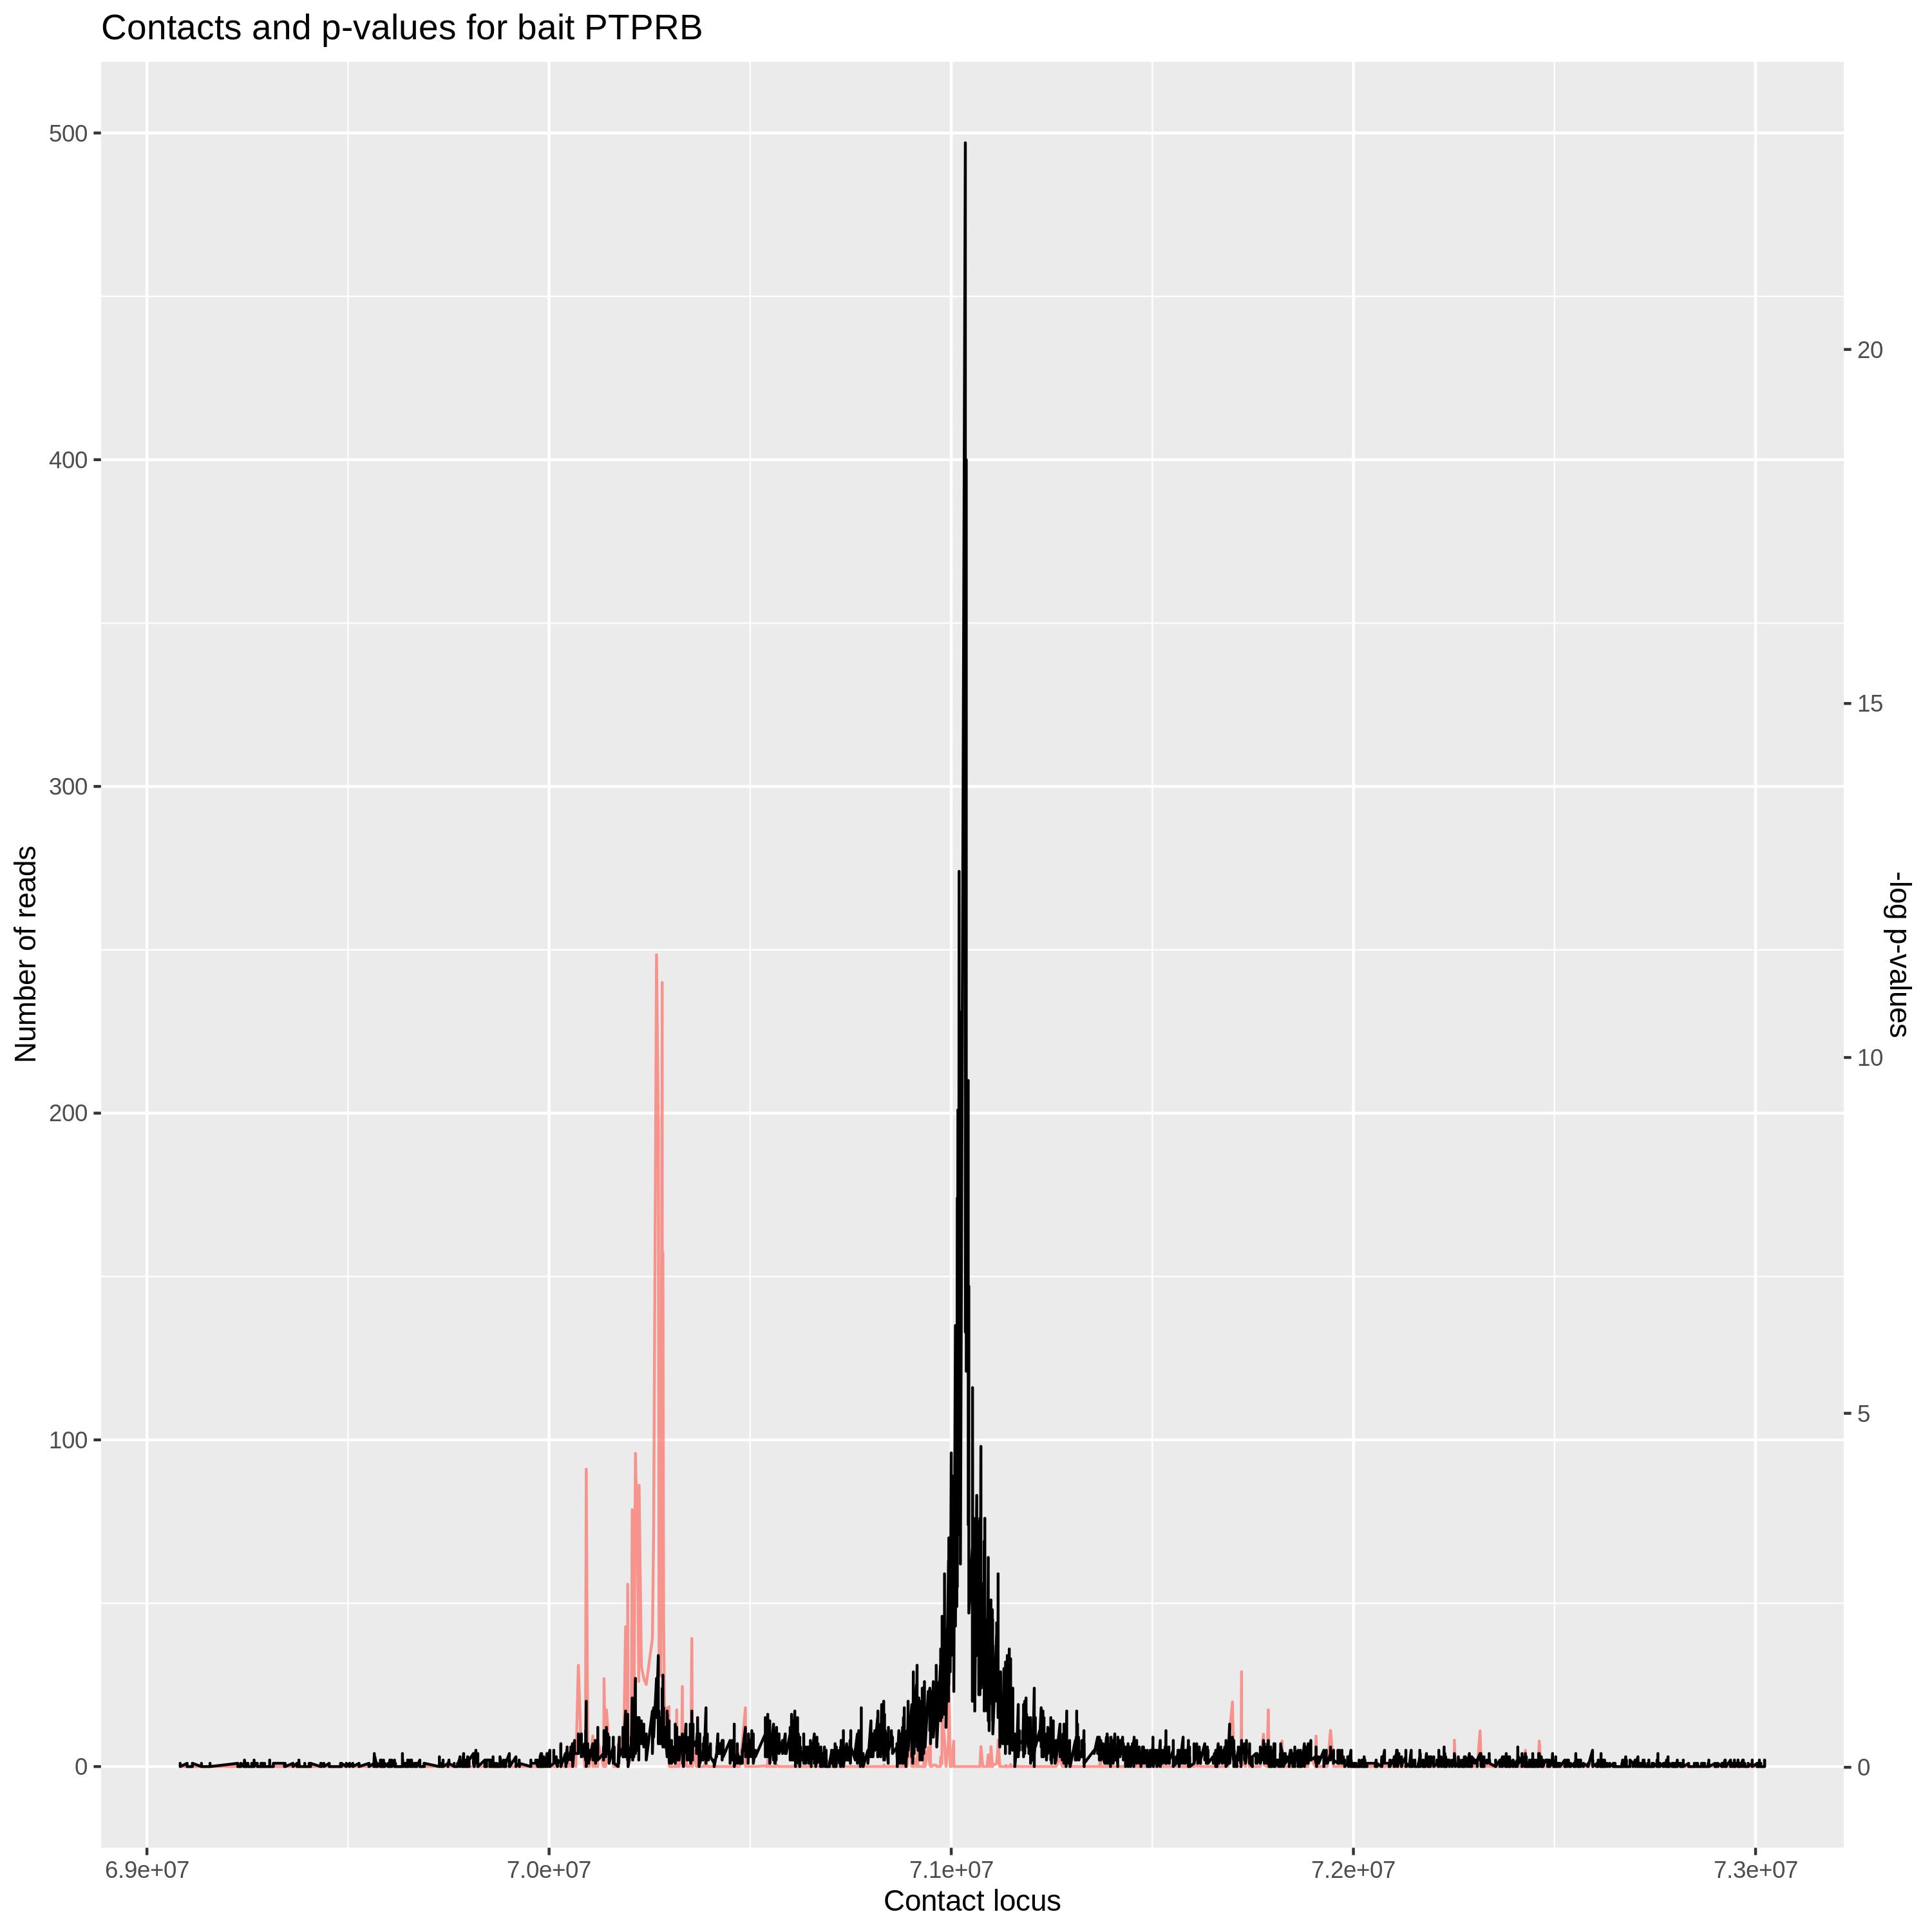 Contacts and p-values for bait PTPRB
500
400
300
200
100
0
Number of reads
20
15
10
5
0
-log p-values
6.9e+07 7.0e+07 7.1e+07 7.2e+07 7.3e+07
Contact locus